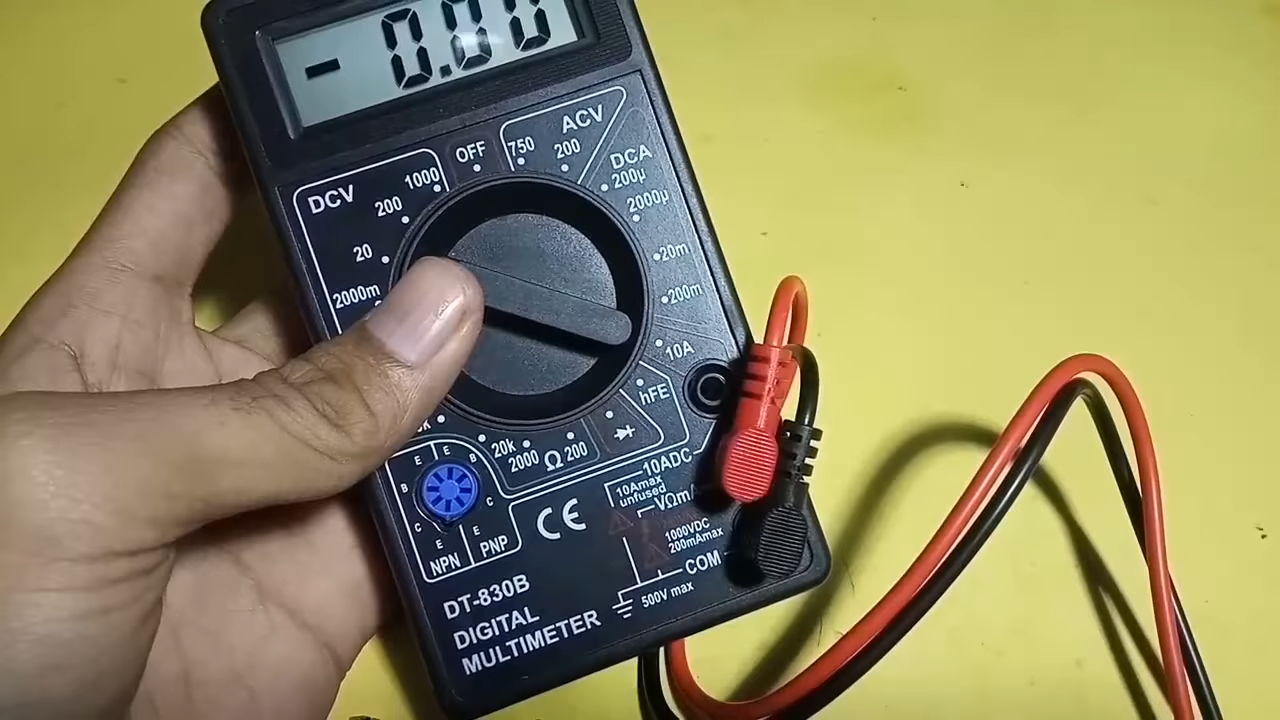 - 0.00
OFF
ACV
750
200
DCV
1000
200
20
2000m
DCA
200µ
2000µ
20m
200m
10A
hFE
20k
2000
Ω
200
10ADC
10Amax
unfused
1000VDC
200mAmax
COM
500V max
E E B
B C
C E
E
NPN PNP
CE
DT-830B
DIGITAL
MULTIMETER